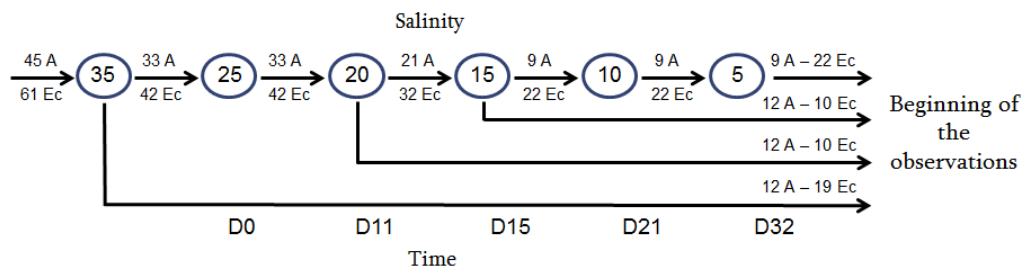 Salinity
45 A 33 A 33 A 21 A 9 A 9 A 9 A – 22 Ec
35 25 20 15 10 5
61 Ec 42 Ec 42 Ec 32 Ec 22 Ec 22 Ec
12 A – 10 Ec
12 A – 10 Ec
12 A – 19 Ec
Beginning of
the
observations
D0 D11 D15 D21 D32
Time